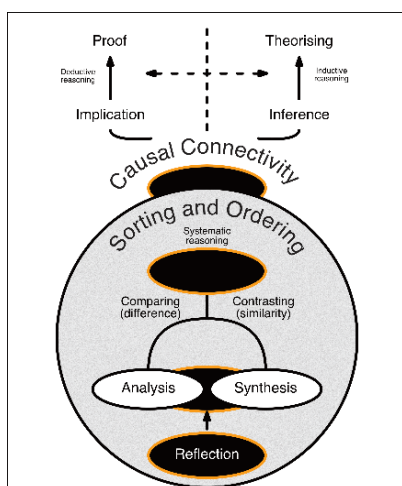 Proof
Theorising
Deductive
reasoning
Inductive
reasoning
Implication
Inference
Causal Connectivity
Sorting and Ordering
Systematic
reasoning
Comparing
(difference)
Contrasting
(similarity)
Analysis
Synthesis
Reflection